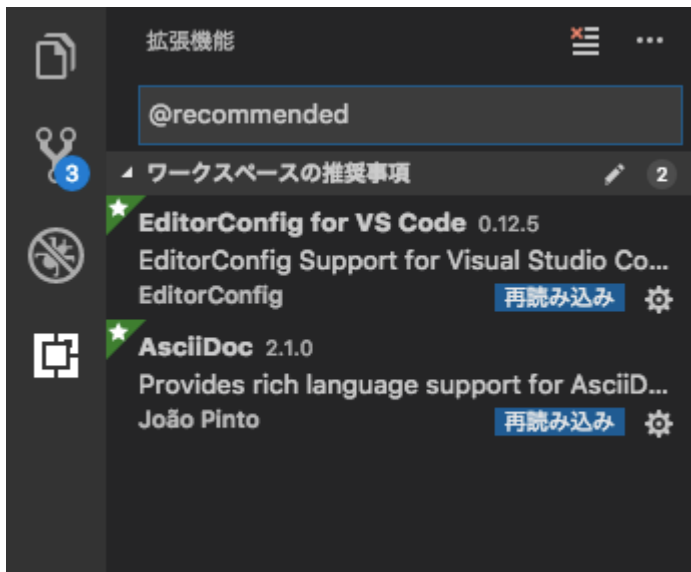 拡張機能
@recommended
3
ワークスペースの推奨事項 2
EditorConfig for VS Code 0.12.5
EditorConfig Support for Visual Studio Co...
EditorConfig 再読み込み
AsciiDoc 2.1.0
Provides rich language support for AsciiD...
João Pinto 再読み込み